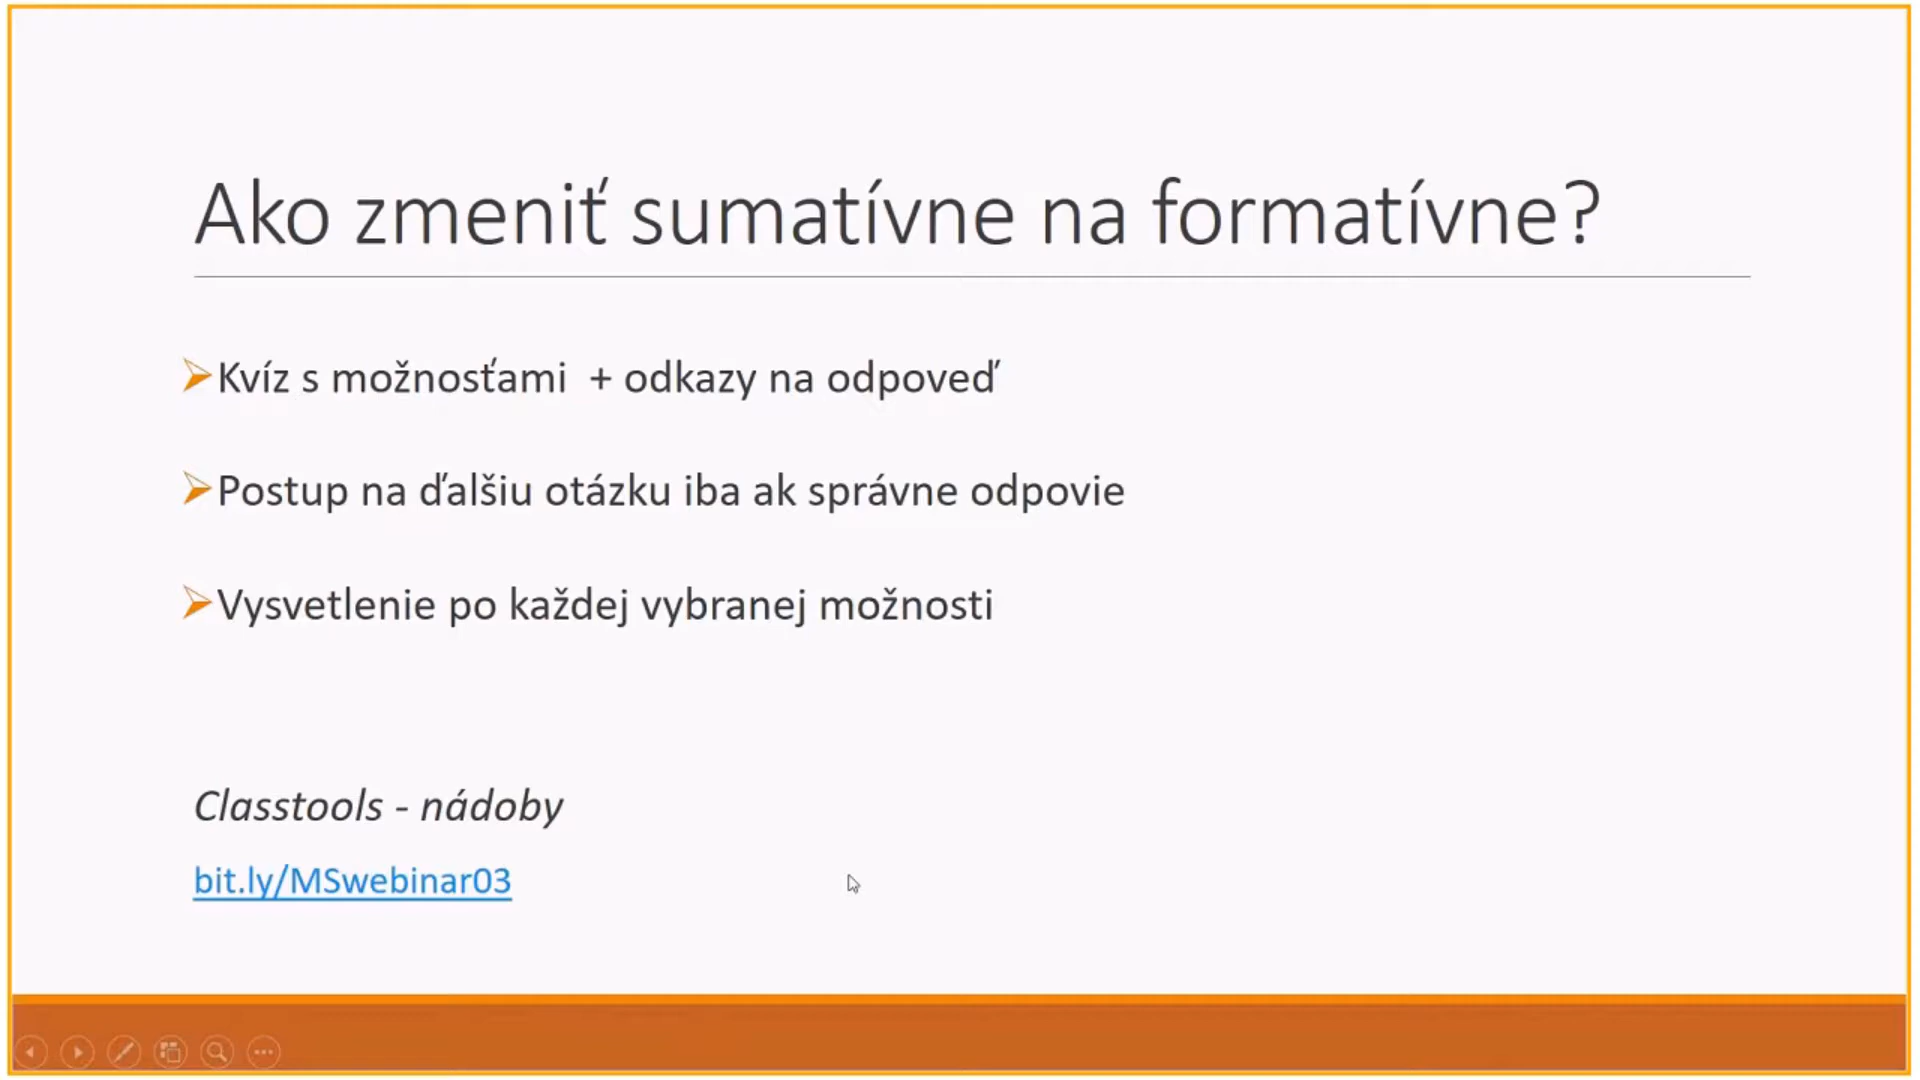 Ako zmeniť sumatívne na formatívne?
Kvíz s možnosťami + odkazy na odpoveď
Postup na ďalšiu otázku iba ak správne odpovie
Vysvetlenie po každej vybranej možnosti
Classtools - nádoby
bit.ly/MSwebinar03